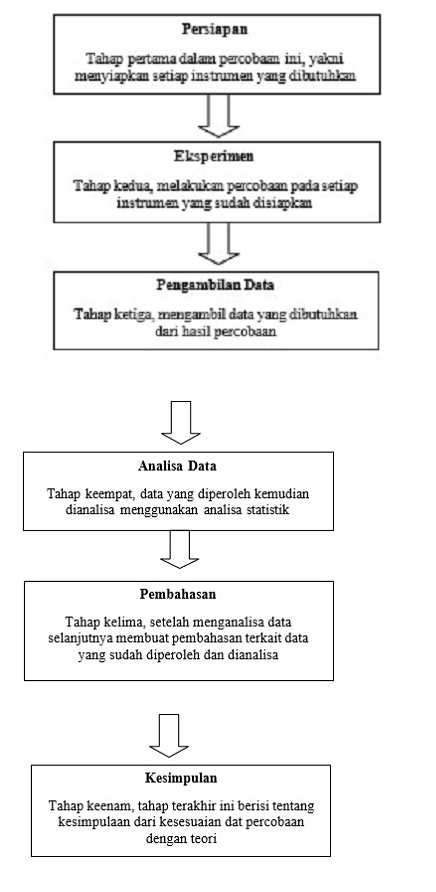 Persiapan
Tahap pertama dalam percobaan ini, yakni
menyiapkan setiap instrumen yang dibutuhkan
Eksperimen
Tahap kedua, melakukan percobaan pada setiap
instrumen yang sudah disiapkan
Pengambilan Data
Tahap ketiga, mengambil data yang dibutuhkan
dari hasil percobaan
Analisa Data
Tahap keempat, data yang diperoleh kemudian
dianalisa menggunakan analisa statistik
Pembahasan
Tahap kelima, setelah menganalisa data
selanjutnya membuat pembahasan terkait data
yang sudah diperoleh dan dianalisa
Kesimpulan
Tahap keenam, tahap terakhir ini berisi tentang
kesimpulaan dari kesesuaian dat percobaan
dengan teori